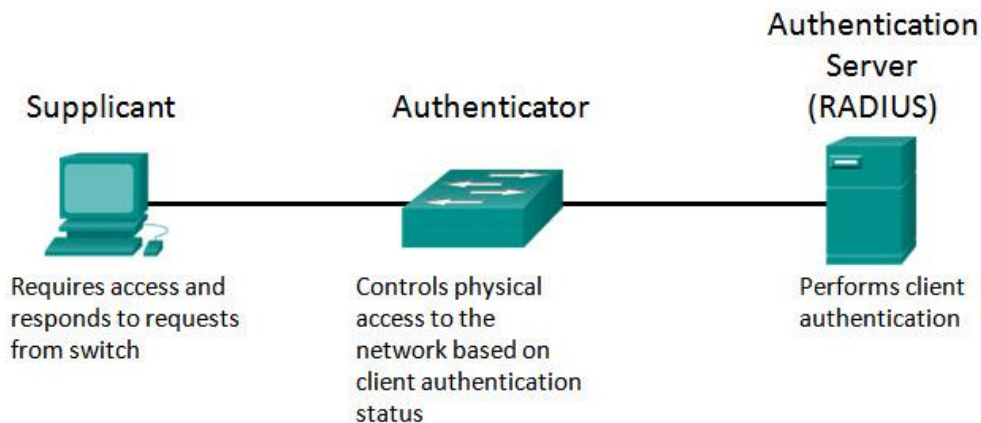 Supplicant
Authenticator
Authentication
Server
(RADIUS)
Requires access and
responds to requests
from switch
Controls physical
access to the
network based on
client authentication
status
Performs client
authentication